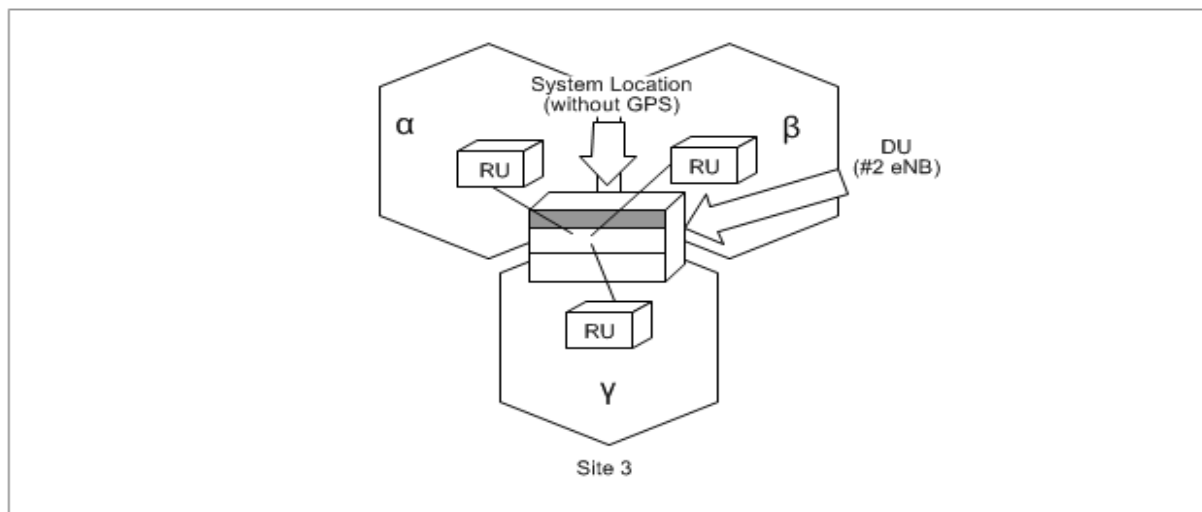 System Location
(without GPS)
α
β
DU
(#2 eNB)
RU
RU
RU
γ
Site 3